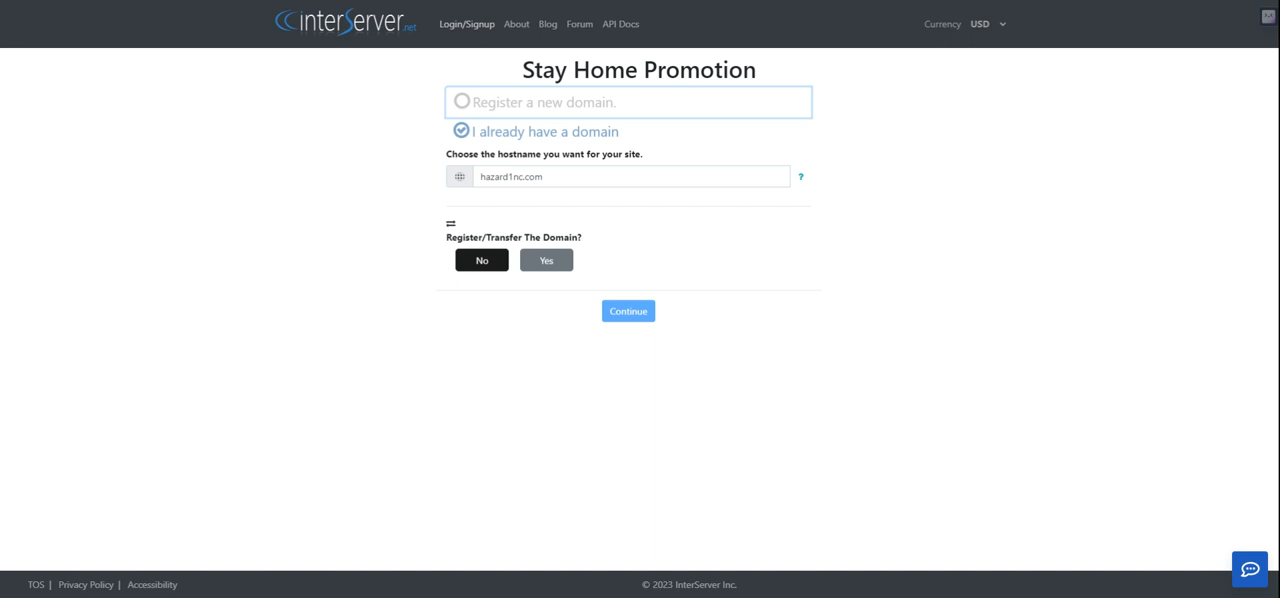 interServer.net
Login/Signup About Blog Forum API Docs
Currency USD
Stay Home Promotion
Register a new domain.
I already have a domain
Choose the hostname you want for your site.
hazard1nc.com ?
Register/Transfer The Domain?
No Yes
Continue
TOS | Privacy Policy | Accessibility
© 2023 InterServer Inc.